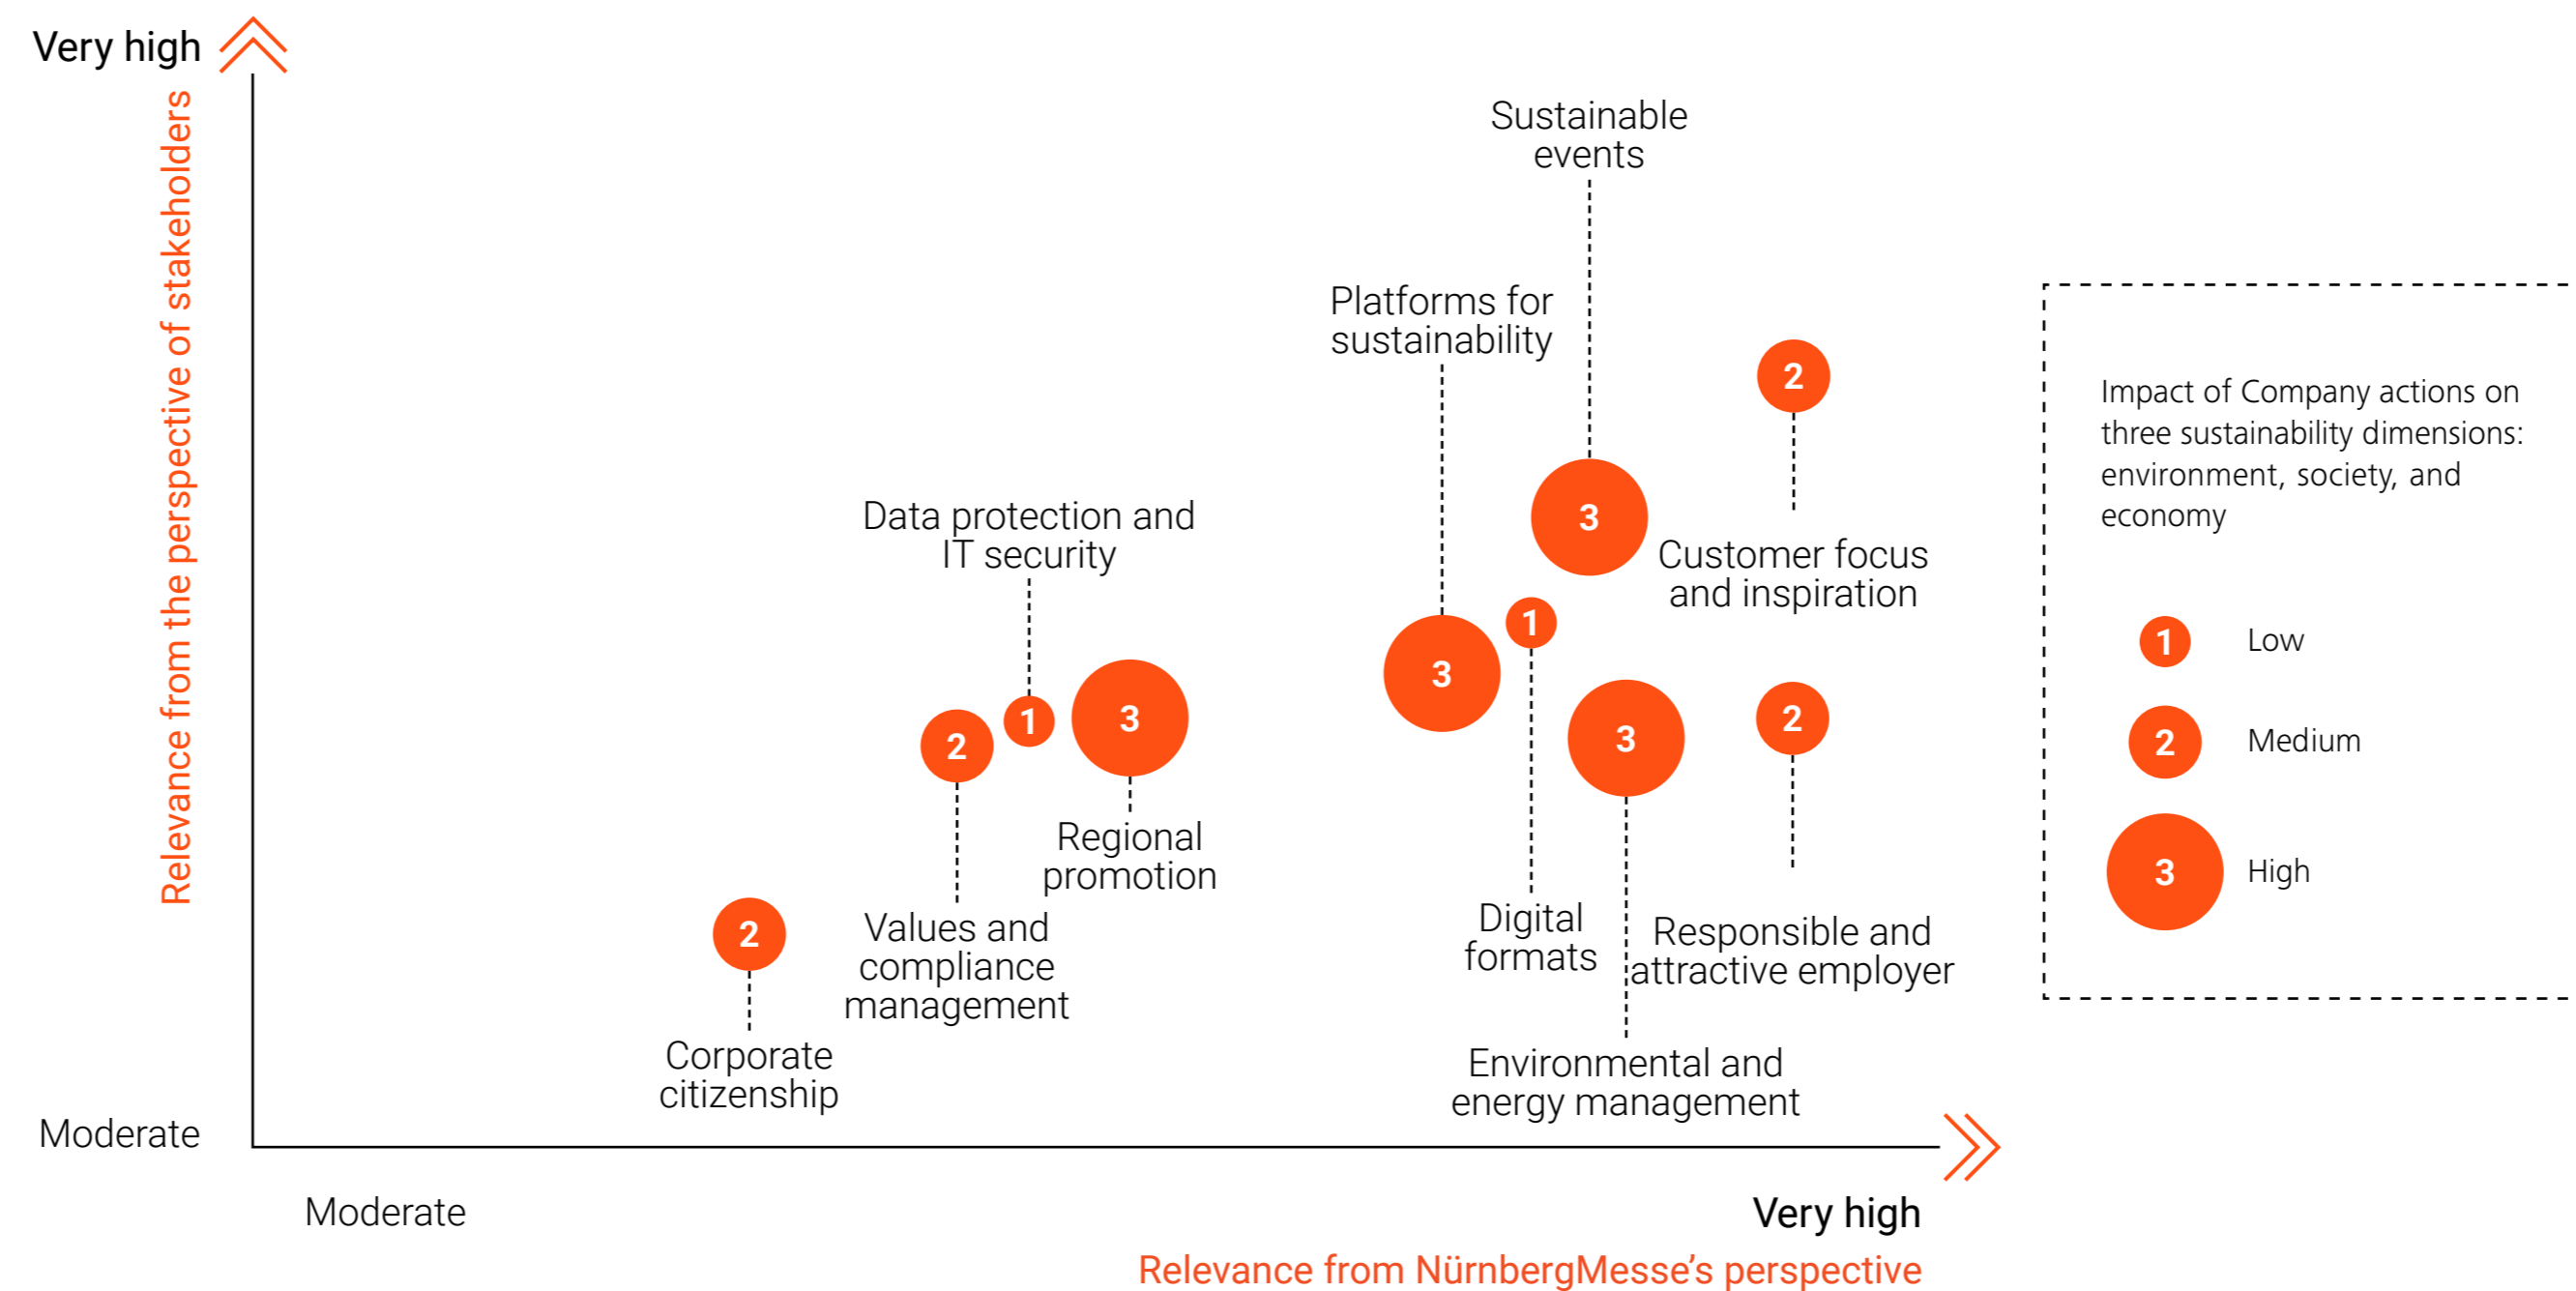 Very high
Relevance from the perspective of stakeholders
Moderate
Sustainable
events
Platforms for
sustainability
2
3
Customer focus
and inspiration
Data protection and
IT security
1
3
2
1
3
3
2
Regional
promotion
Values and
compliance
management
2
Corporate
citizenship
Digital
formats
Responsible and
attractive employer
Environmental and
energy management
Moderate
Very high
Relevance from NürnbergMesse’s perspective
Impact of Company actions on
three sustainability dimensions:
environment, society, and
economy
1 Low
2 Medium
3 High